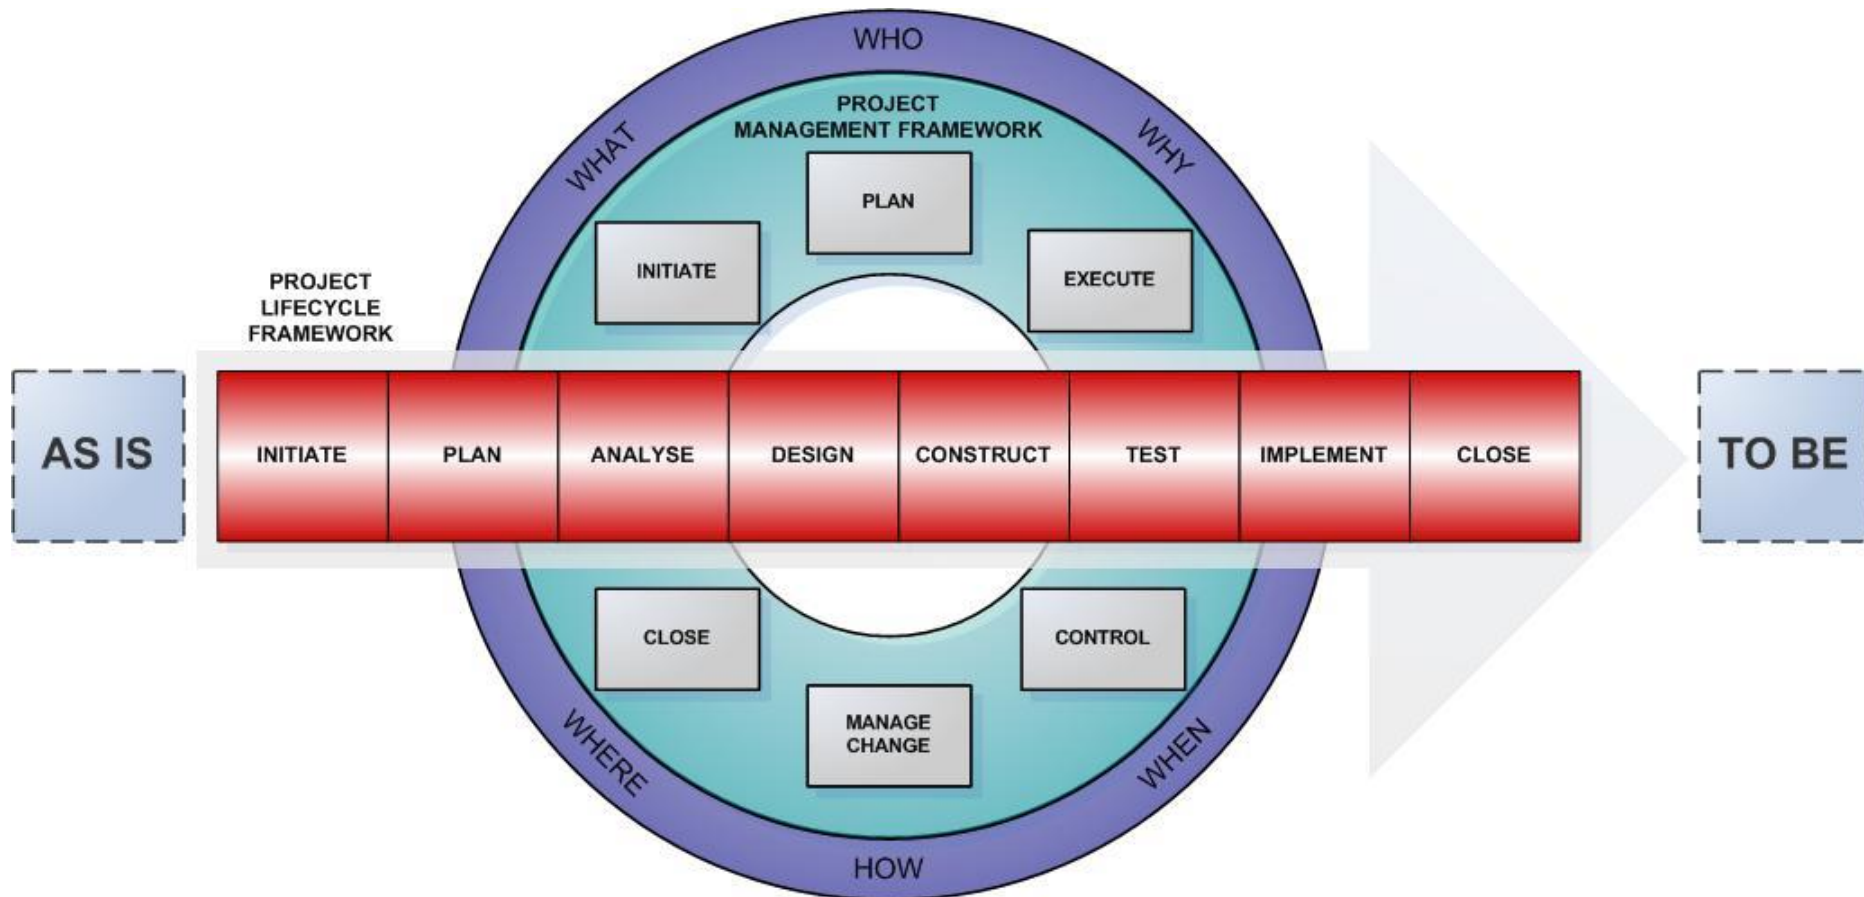 WHO
PROJECT
MANAGEMENT FRAMEWORK
WHAT
WHY
PLAN
INITIATE
EXECUTE
PROJECT
LIFECYCLE
FRAMEWORK
AS IS
INITIATE
PLAN
ANALYSE
DESIGN
CONSTRUCT
TEST
IMPLEMENT
CLOSE
TO BE
CLOSE
CONTROL
MANAGE
CHANGE
WHERE
WHEN
HOW